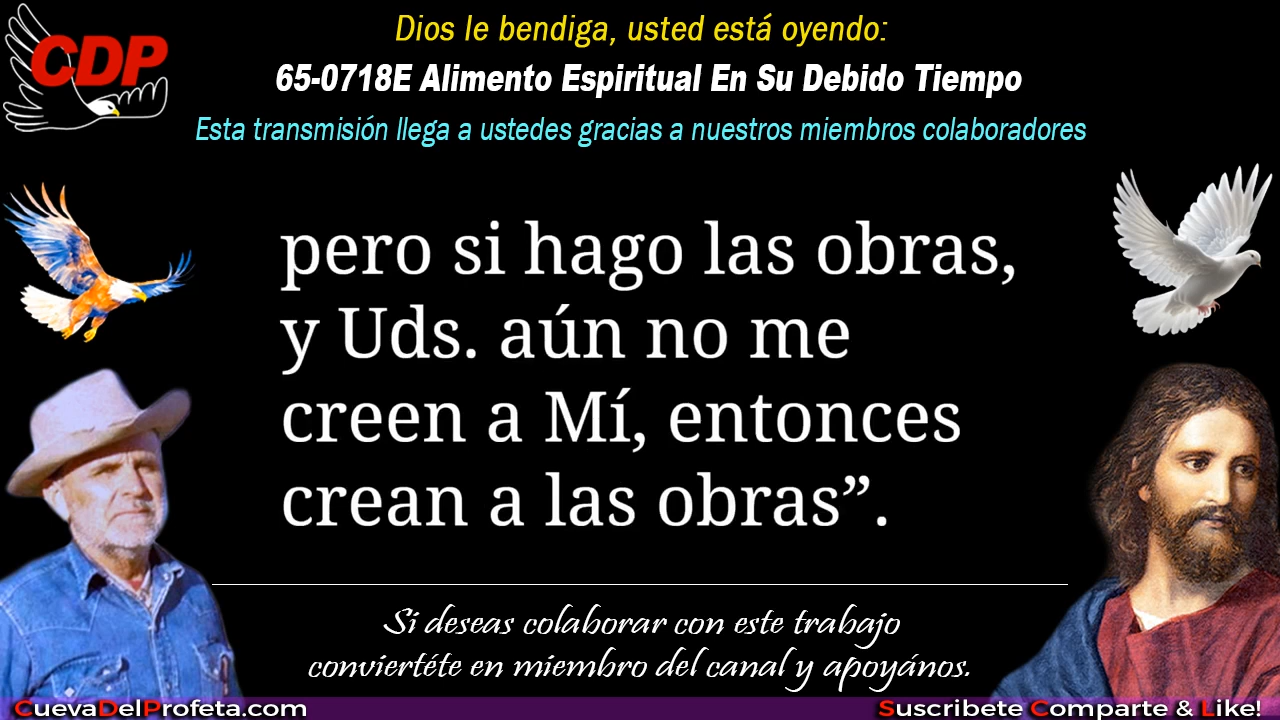 CDP
Dios le bendiga, usted está oyendo:
65-0718E Alimento Espiritual En Su Debido Tiempo
Esta transmisión llega a ustedes gracias a nuestros miembros colaboradores
pero si hago las obras,
y Uds. aún no me
creen a Mí, entonces
crean a las obras”.
Si deseas colaborar con este trabajo
conviertéte en miembro del canal y apoyános.
CuevaDelProfeta.com
Suscribete Comparte & Like!